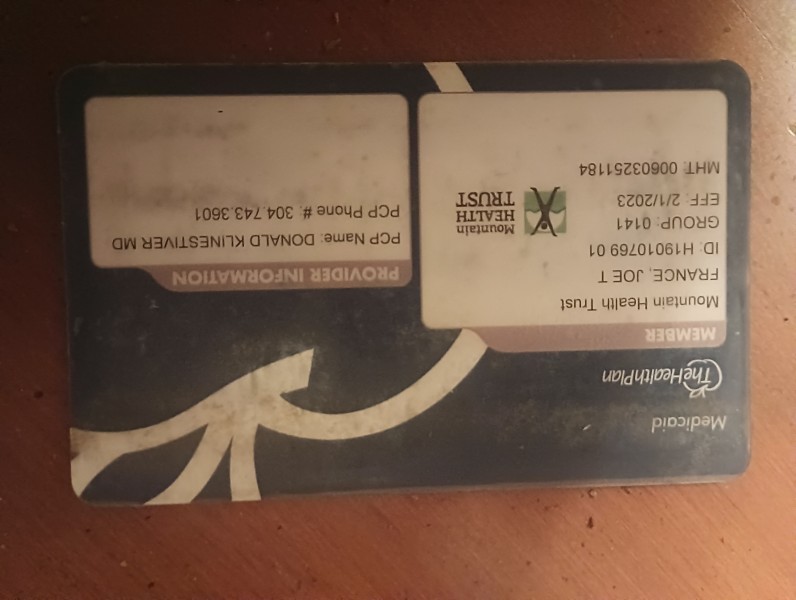 Medicaid
TheHealthPlan
MEMBER
Mountain Health Trust
FRANCE, JOE T
ID: H19010769 01
GROUP: 0141
EFF: 2/1/2023
MHT: 00603251184
Mountain
HEALTH
TRUST
PROVIDER INFORMATION
PCP Name: DONALD KLINESTIVER MD
PCP Phone #: 304.743.3601